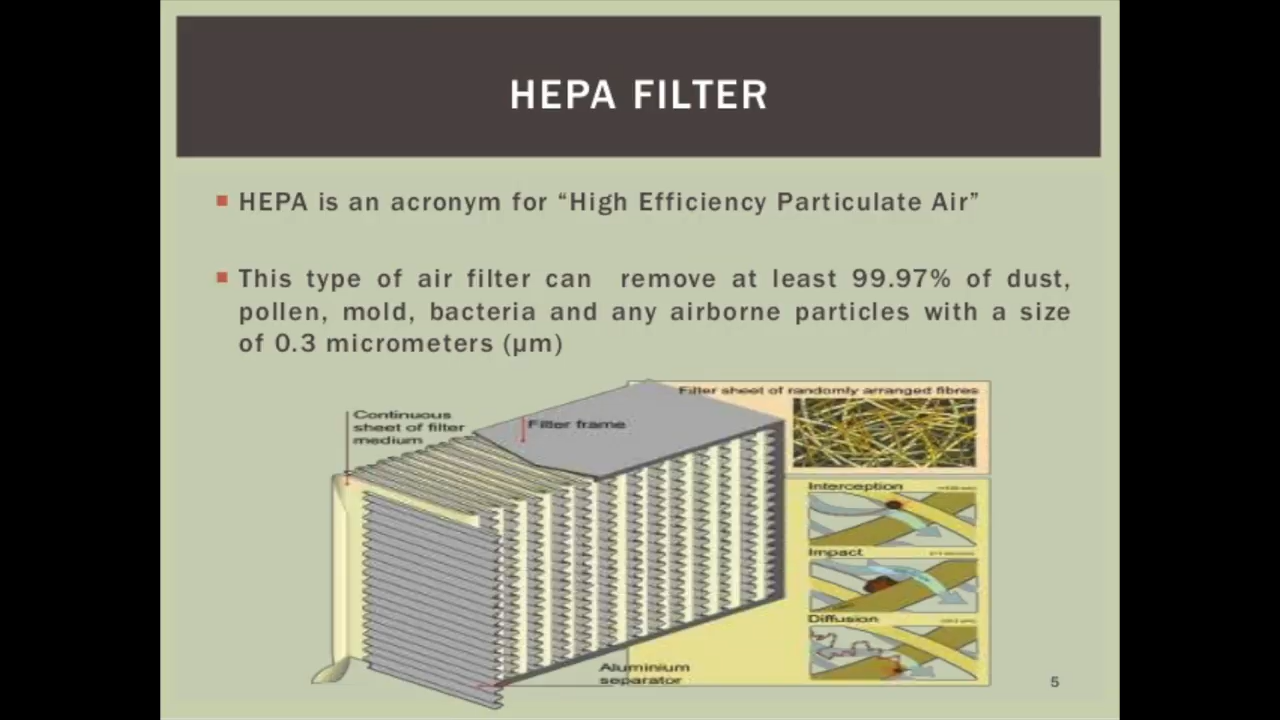 HEPA FILTER
HEPA is an acronym for “High Efficiency Particulate Air”
This type of air filter can remove at least 99.97% of dust,
pollen, mold, bacteria and any airborne particles with a size
of 0.3 micrometers (µm)
Filter sheet of randomly arranged fibres
Continuous
sheet of filter
medium
Filter frame
Interception
Impact
Diffusion
Aluminium
separator
5